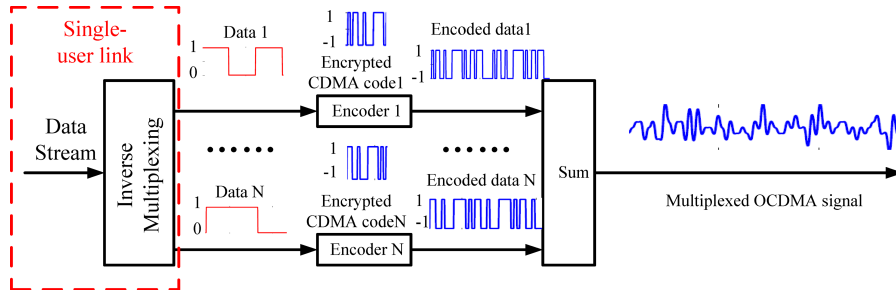 Single-
user link
Data 1
1
0
1
-1
Encrypted
CDMA code1
Encoded data1
1
-1
Encoder 1
Data
Stream
Inverse
Multiplexing
1
-1
Sum
Data N
1
0
Encrypted
CDMA codeN
Encoded data N
1
-1
Encoder N
Multiplexed OCDMA signal